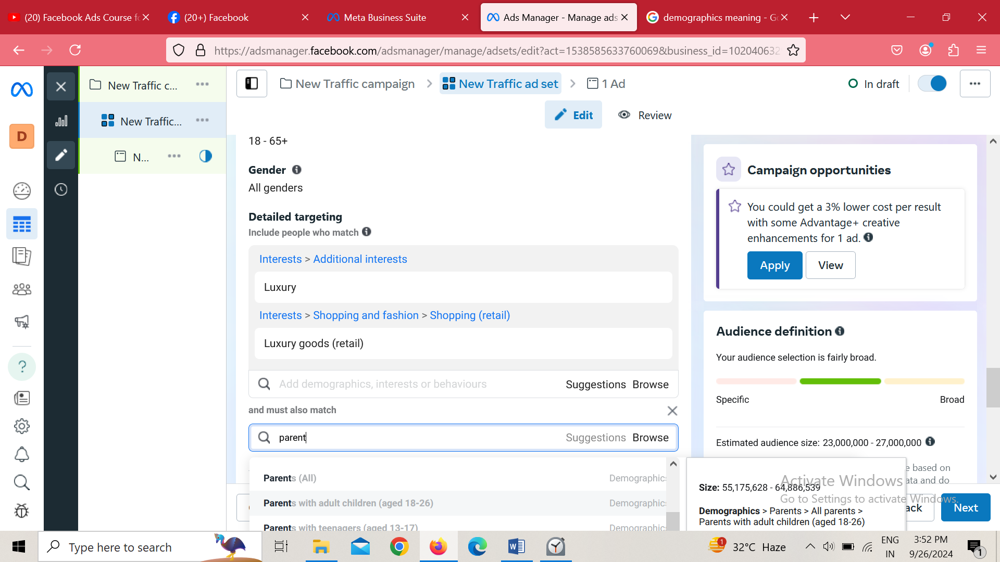 (20) Facebook Ads Course fo
(20+) Facebook
Meta Business Suite
Ads Manager - Manage ads
demographics meaning - Go
https://adsmanager.facebook.com/adsmanager/manage/adsets/edit?act=1538585633760069&business_id=102040632
New Traffic c...
New Traffic campaign
New Traffic ad set
1 Ad
In draft
D
New Traffic...
Edit
Review
N...
18 - 65+
Gender
All genders
Detailed targeting
Include people who match
Interests > Additional interests
Luxury
Interests > Shopping and fashion > Shopping (retail)
Luxury goods (retail)
Add demographics, interests or behaviours
Suggestions
Browse
and must also match
parent
Suggestions
Browse
Parents (All)
Demographics
Parents with adult children (aged 18-26)
Demographics
Parents with teenagers (aged 13-17)
Demographics
Campaign opportunities
You could get a 3% lower cost per result
with some Advantage+ creative
enhancements for 1 ad.
Apply
View
Audience definition
Your audience selection is fairly broad.
Specific
Broad
Estimated audience size: 23,000,000 - 27,000,000
based on
do
Size: 55,175,628 - 64,886,539
Demographics > Parents > All parents >
Parents with adult children (aged 18-26)
Activate Windows
Go to Settings to activate Windows.
ack
Next
Type here to search
1
32°C Haze
ENG
IN
3:52 PM
9/26/2024
1